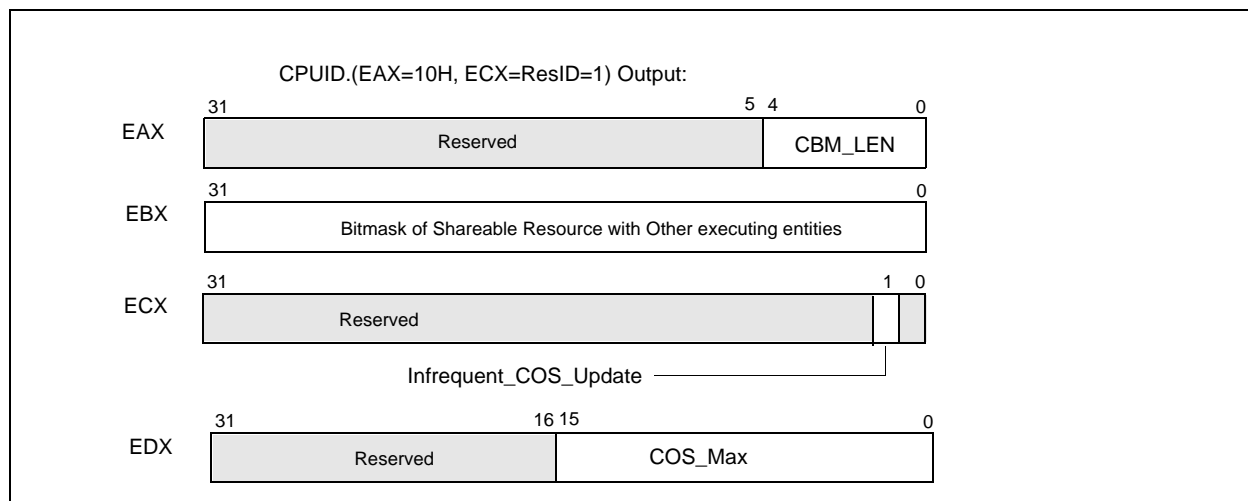 CPUID.(EAX=10H, ECX=ResID=1) Output:
31 5 4 0
EAX Reserved CBM_LEN
31 0
EBX Bitmask of Shareable Resource with Other executing entities
31 1 0
ECX Reserved
Infrequent_COS_Update
31 16 15 0
EDX Reserved COS_Max